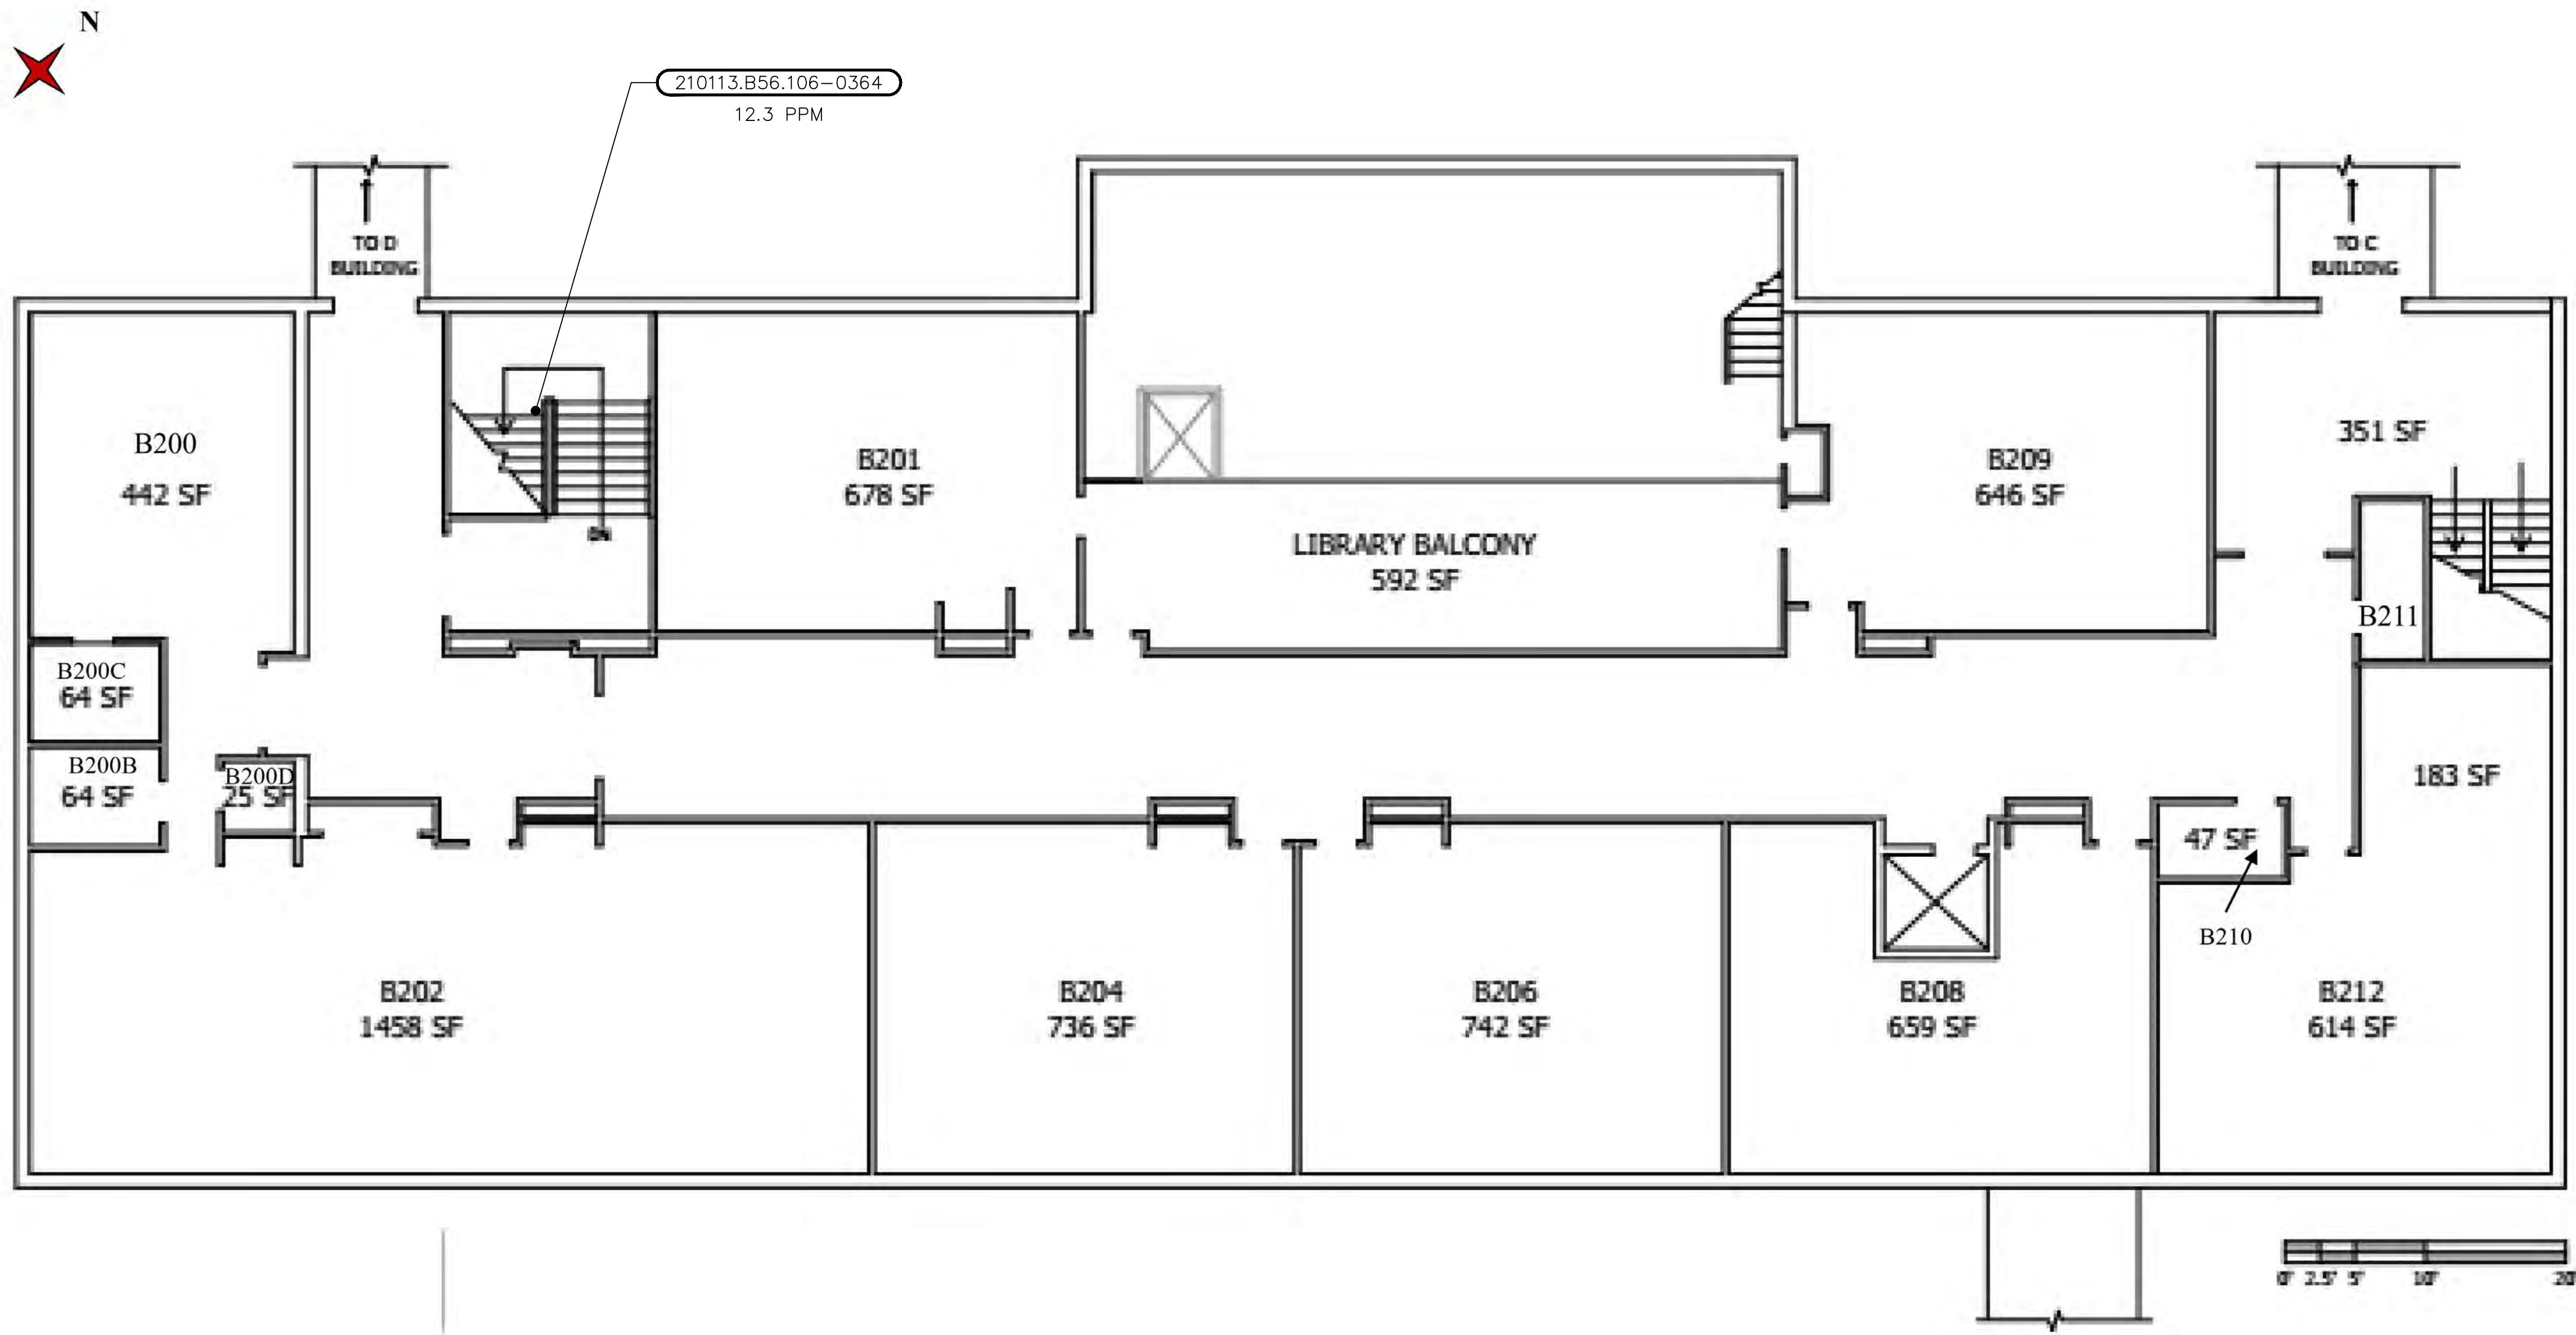 N
210113.B56.106-0364
12.3 PPM
TO D
BUILDING
TO C
BUILDING
B200
442 SF
B201
678 SF
DN
LIBRARY BALCONY
592 SF
B209
646 SF
351 SF
B211
B200C
64 SF
B200B
64 SF
B200D
25 SF
183 SF
47 SF
B210
B202
1458 SF
B204
736 SF
B206
742 SF
B208
659 SF
B212
614 SF
0' 2.5' 5' 10' 20'